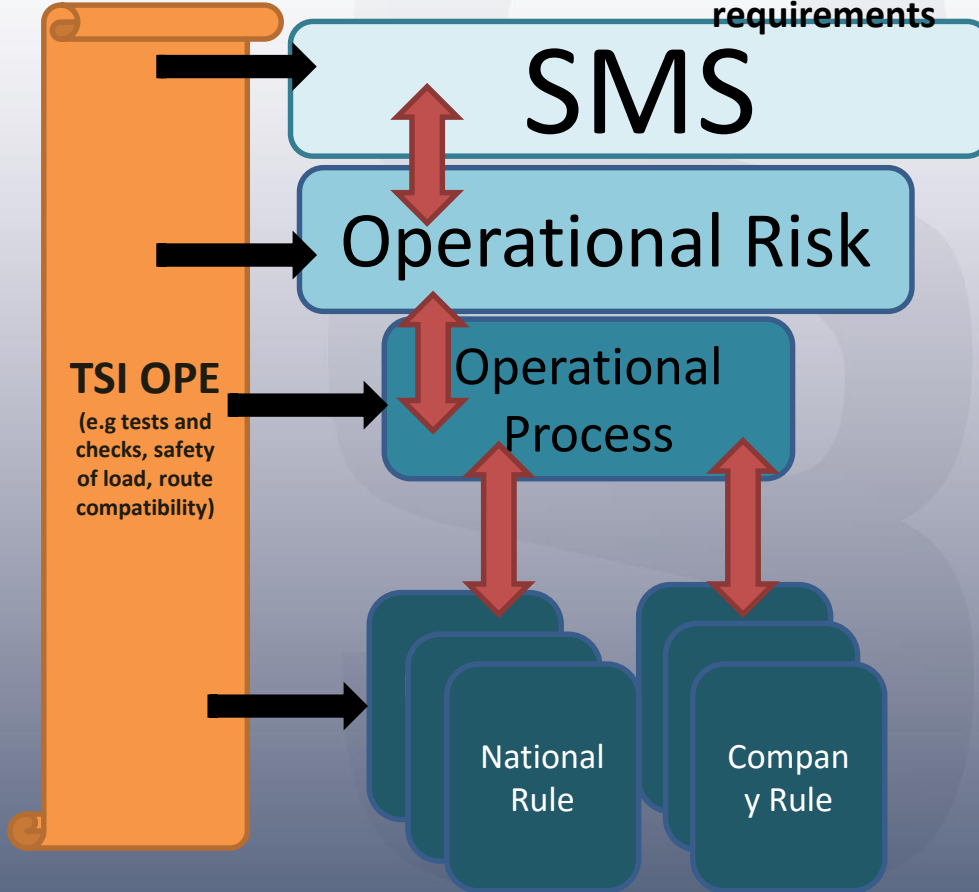 requirements
SMS
Operational Risk
Operational
Process
TSI OPE
(e.g tests and
checks, safety
of load, route
compatibility)
National
Rule
Compan
y Rule